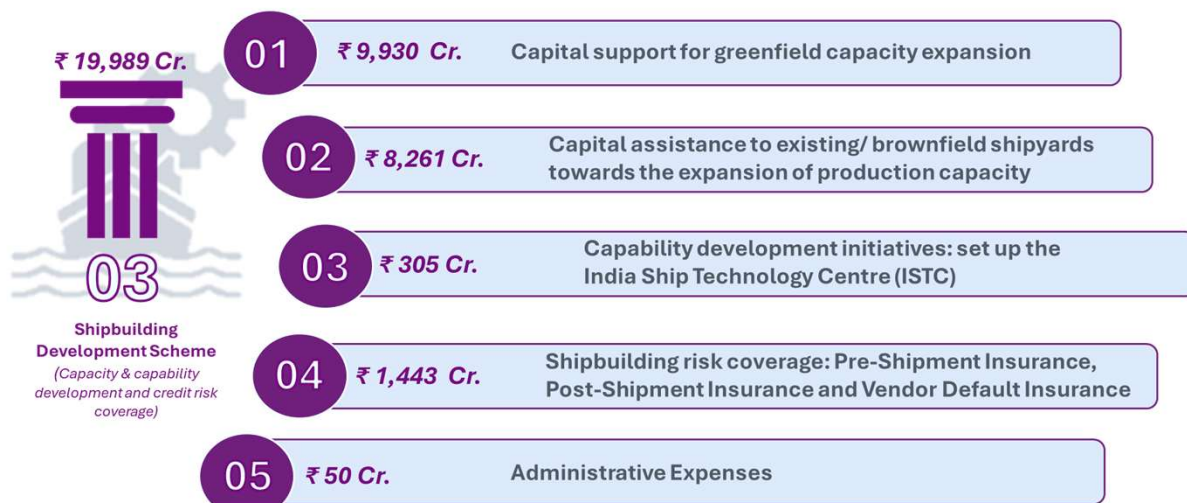 ₹ 19,989 Cr.
03
Shipbuilding
Development Scheme
(Capacity & capability
development and credit risk
coverage)
01
₹ 9,930 Cr.
Capital support for greenfield capacity expansion
02
₹ 8,261 Cr.
Capital assistance to existing/ brownfield shipyards
towards the expansion of production capacity
03
₹ 305 Cr.
Capability development initiatives: set up the
India Ship Technology Centre (ISTC)
04
₹ 1,443 Cr.
Shipbuilding risk coverage: Pre-Shipment Insurance,
Post-Shipment Insurance and Vendor Default Insurance
05
₹ 50 Cr.
Administrative Expenses